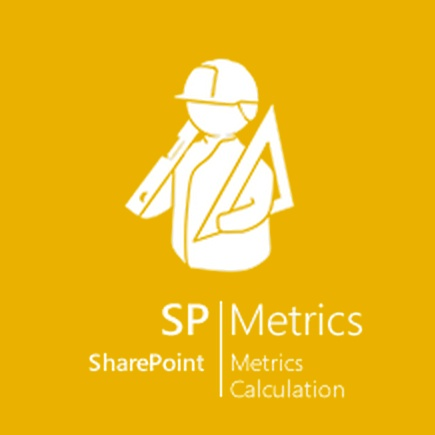 SP Metrics
SharePoint Metrics
Calculation